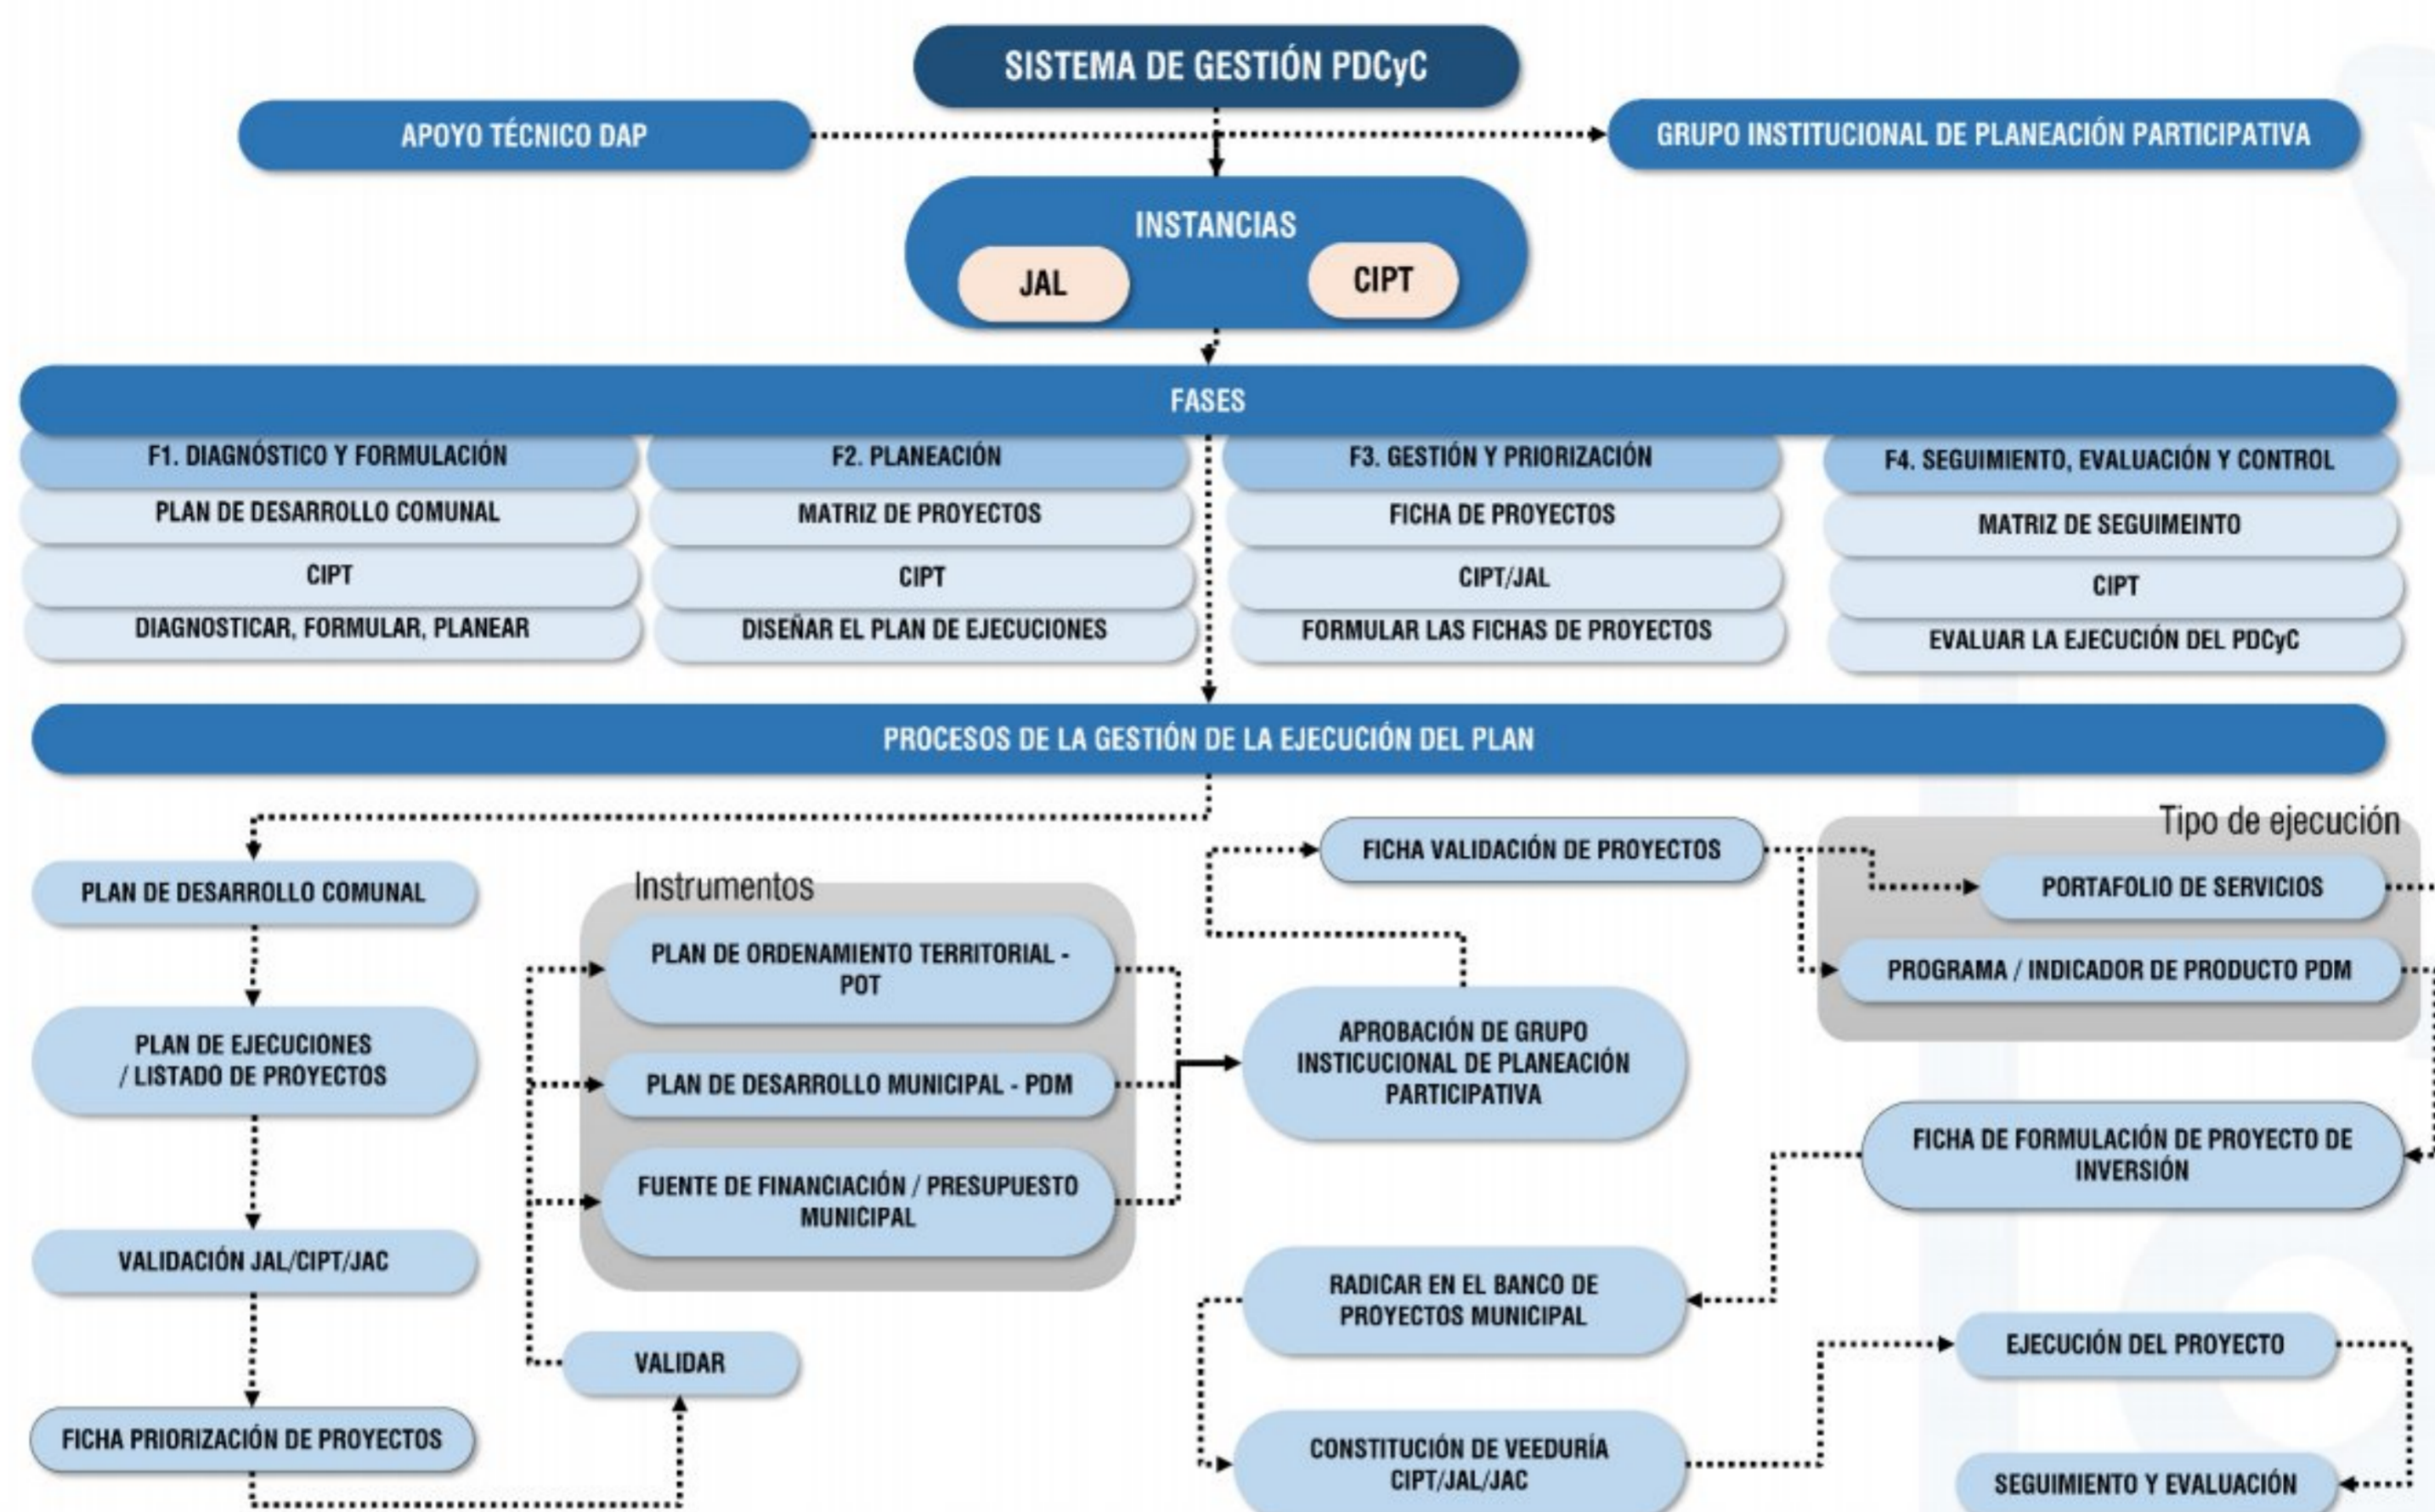 SISTEMA DE GESTIÓN PDCyC
APOYO TÉCNICO DAP
GRUPO INSTITUCIONAL DE PLANEACIÓN PARTICIPATIVA
INSTANCIAS
JAL
CIPT
FASES
F1. DIAGNÓSTICO Y FORMULACIÓN
PLAN DE DESARROLLO COMUNAL
CIPT
DIAGNOSTICAR, FORMULAR, PLANEAR
F2. PLANEACIÓN
MATRIZ DE PROYECTOS
CIPT
DISEÑAR EL PLAN DE EJECUCIONES
F3. GESTIÓN Y PRIORIZACIÓN
FICHA DE PROYECTOS
CIPT/JAL
FORMULAR LAS FICHAS DE PROYECTOS
F4. SEGUIMIENTO, EVALUACIÓN Y CONTROL
MATRIZ DE SEGUIMEINTO
CIPT
EVALUAR LA EJECUCIÓN DEL PDCyC
PROCESOS DE LA GESTIÓN DE LA EJECUCIÓN DEL PLAN
PLAN DE DESARROLLO COMUNAL
PLAN DE EJECUCIONES
/ LISTADO DE PROYECTOS
VALIDACIÓN JAL/CIPT/JAC
FICHA PRIORIZACIÓN DE PROYECTOS
VALIDAR
Instrumentos
PLAN DE ORDENAMIENTO TERRITORIAL -
POT
PLAN DE DESARROLLO MUNICIPAL - PDM
FUENTE DE FINANCIACIÓN / PRESUPUESTO
MUNICIPAL
APROBACIÓN DE GRUPO
INSTICUCIONAL DE PLANEACIÓN
PARTICIPATIVA
FICHA VALIDACIÓN DE PROYECTOS
Tipo de ejecución
PORTAFOLIO DE SERVICIOS
PROGRAMA / INDICADOR DE PRODUCTO PDM
FICHA DE FORMULACIÓN DE PROYECTO DE
INVERSIÓN
RADICAR EN EL BANCO DE
PROYECTOS MUNICIPAL
CONSTITUCIÓN DE VEEDURÍA
CIPT/JAL/JAC
EJECUCIÓN DEL PROYECTO
SEGUIMIENTO Y EVALUACIÓN